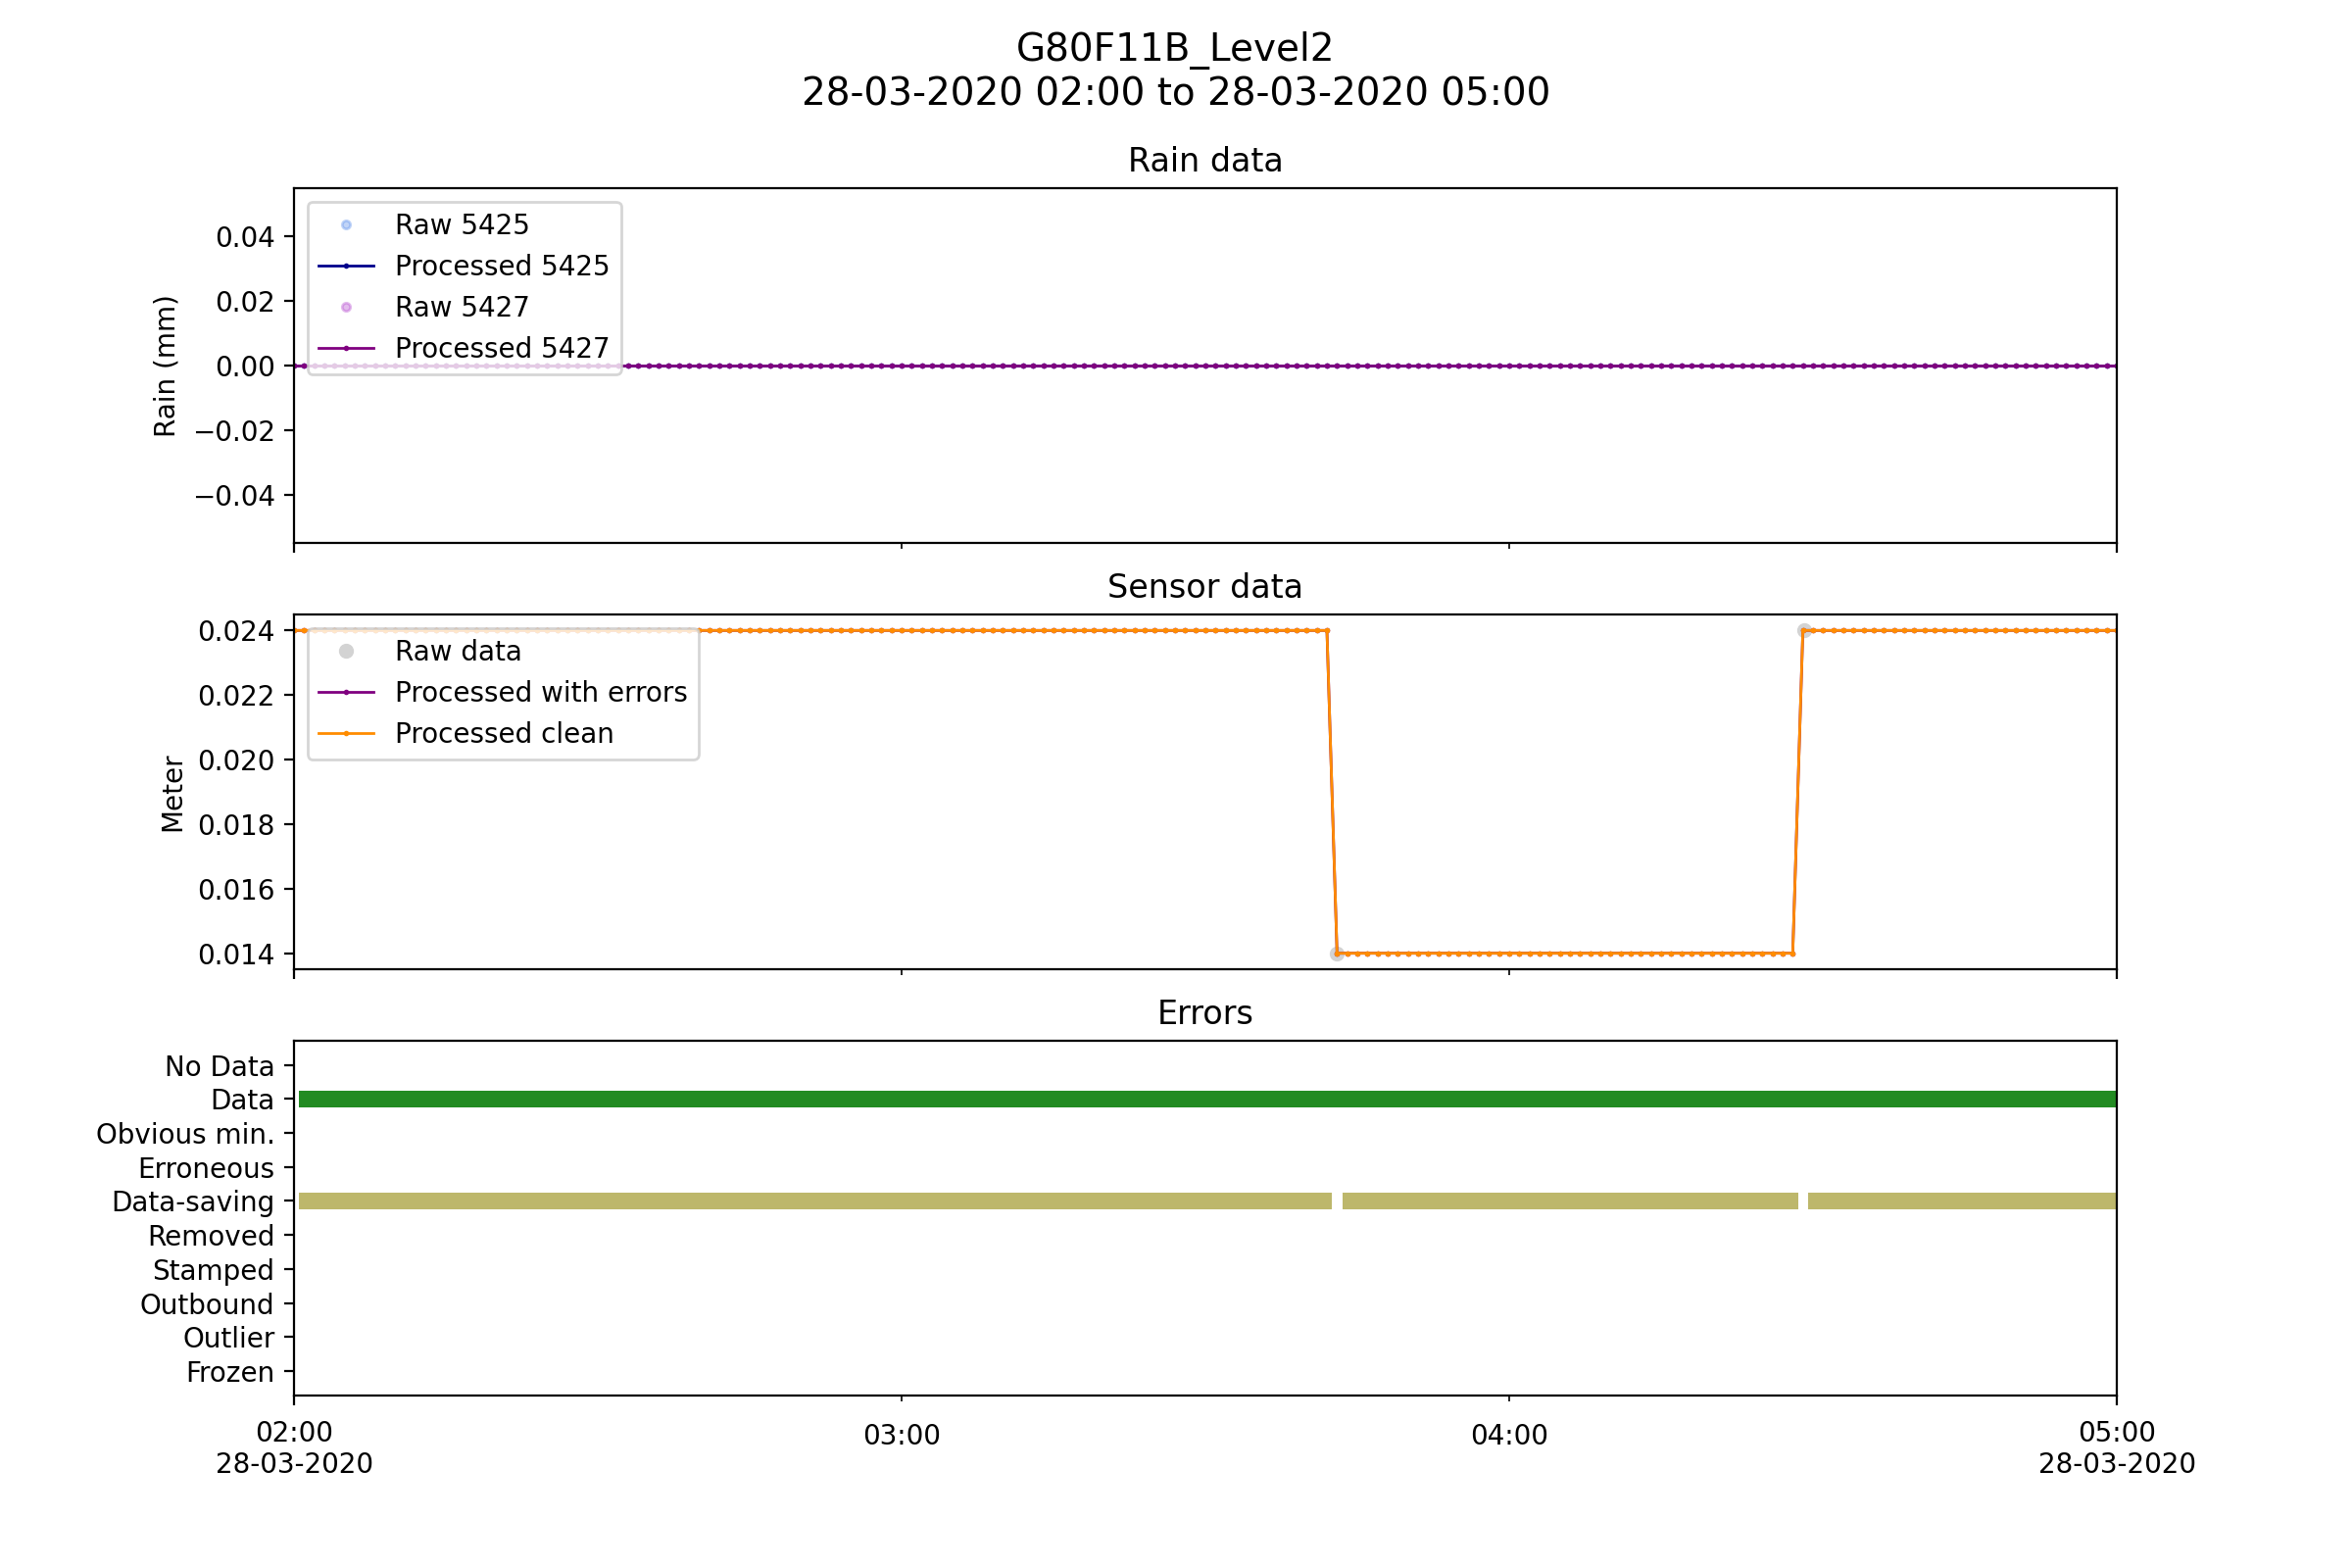 G80F11B_Level2
28-03-2020 02:00 to 28-03-2020 05:00
Rain data
Rain (mm)
0.04
0.02
0.00
−0.02
−0.04
Raw 5425
Processed 5425
Raw 5427
Processed 5427
Sensor data
Meter
0.024
0.022
0.020
0.018
0.016
0.014
Raw data
Processed with errors
Processed clean
Errors
No Data
Data
Obvious min.
Erroneous
Data-saving
Removed
Stamped
Outbound
Outlier
Frozen
02:00
28-03-2020
03:00
04:00
05:00
28-03-2020